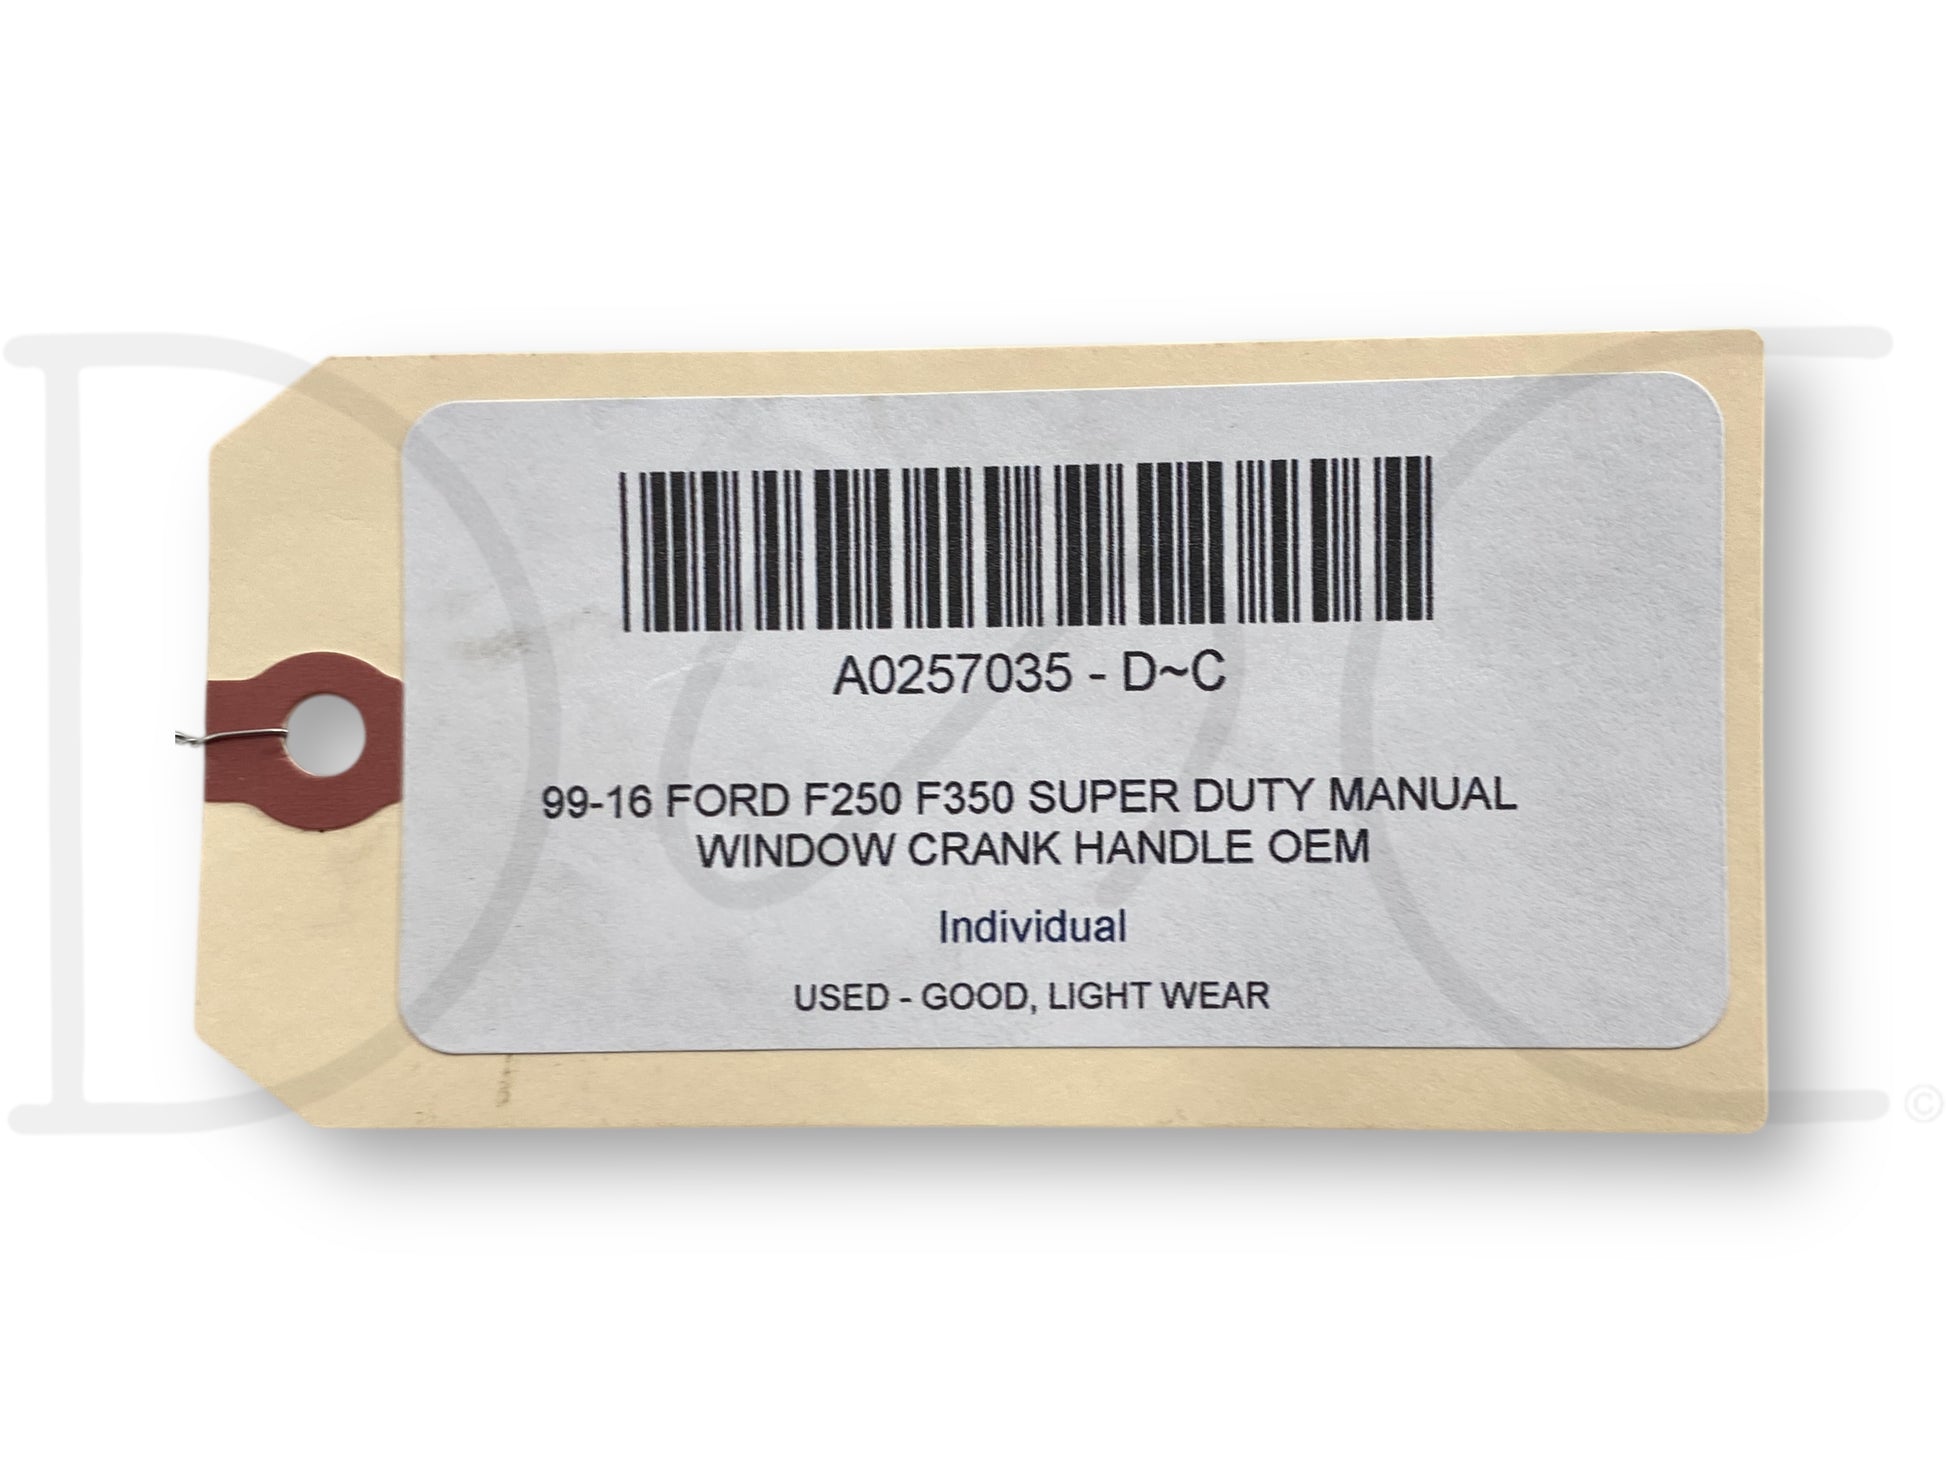 A0257035 - D~C
99-16 FORD F250 F350 SUPER DUTY MANUAL
WINDOW CRANK HANDLE OEM
Individual
USED - GOOD, LIGHT WEAR
D~C ©